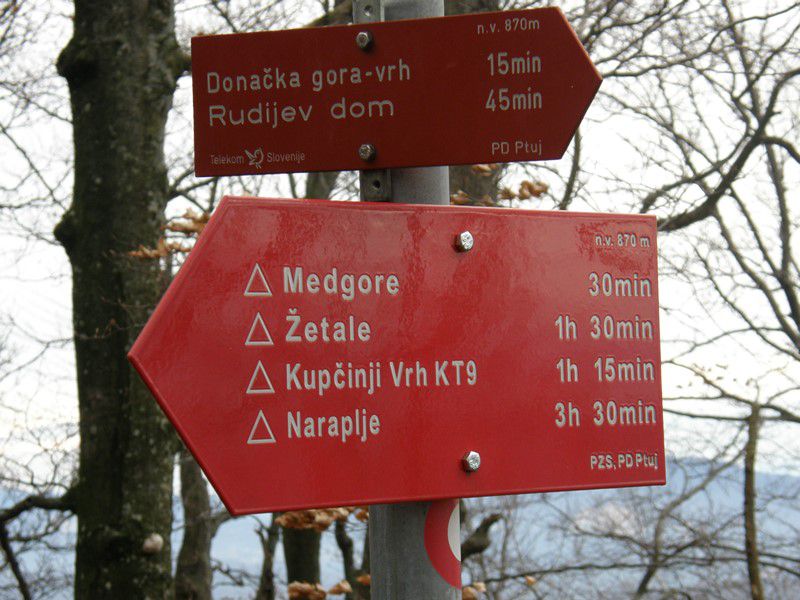 n.v. 870m
Donačka gora-vrh 15min
Rudijev dom 45min
Telekom Slovenije PD Ptuj
n.v. 870 m
Medgore 30min
Žetale 1h 30min
Kupčinji Vrh KT9 1h 15min
Naraplje 3h 30min
PZS, PD Ptuj